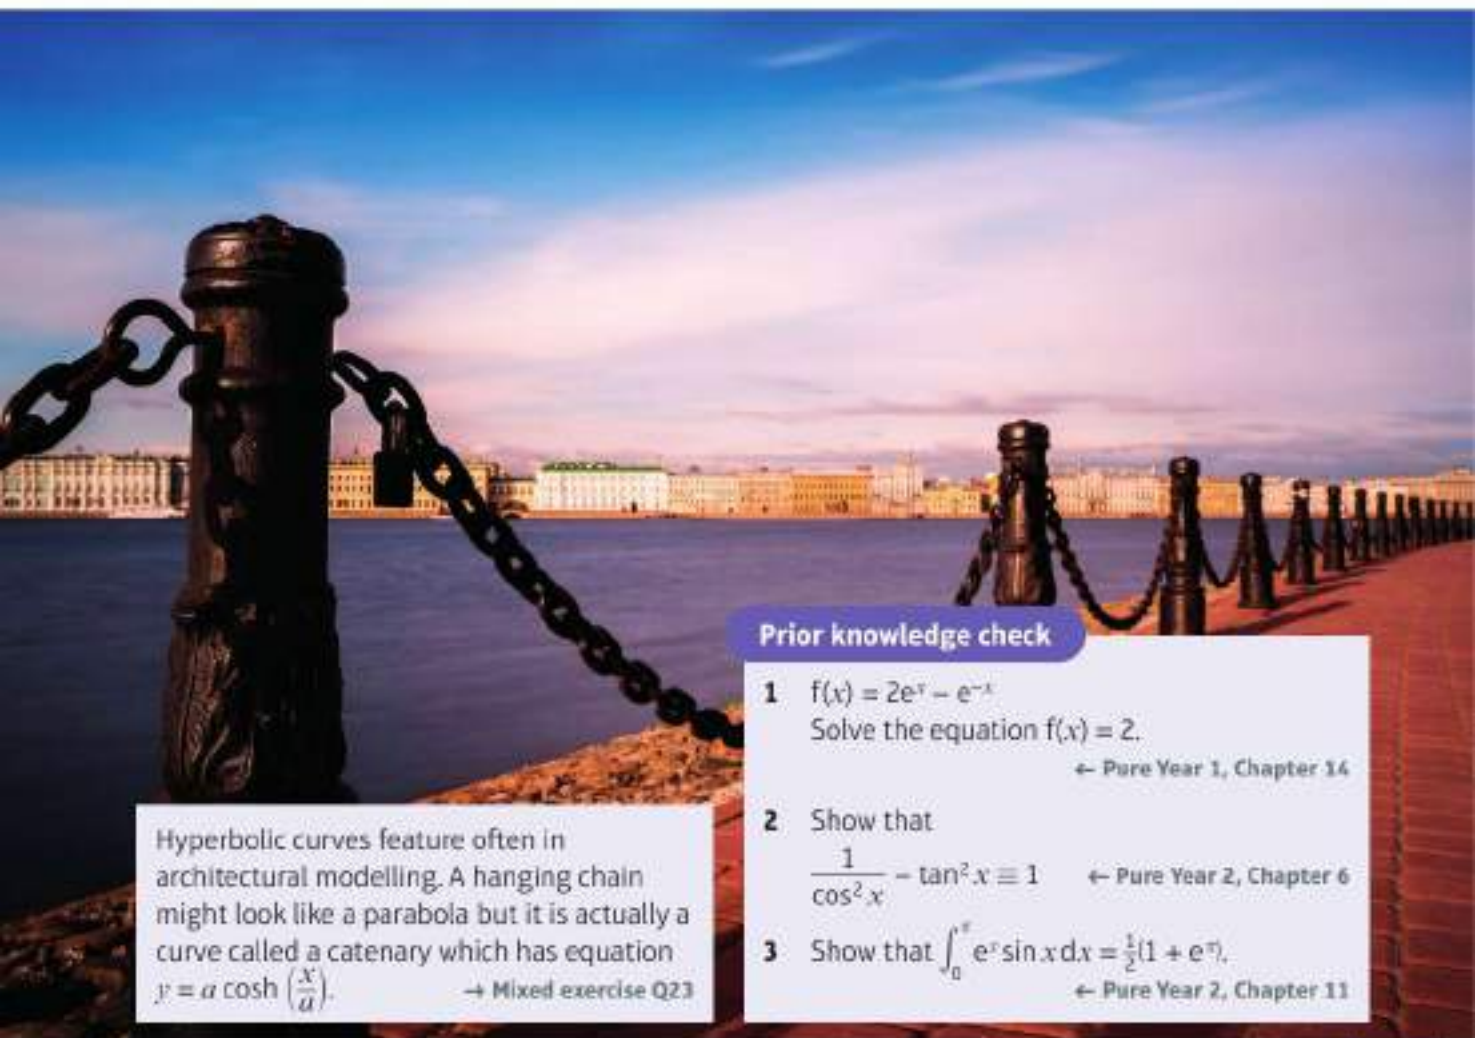 Prior knowledge check
1 f(x) = 2eˣ – e⁻ˣ
Solve the equation f(x) = 2.
← Pure Year 1, Chapter 14
2 Show that
1/cos² x – tan² x ≡ 1 ← Pure Year 2, Chapter 6
3 Show that ∫₀^π eˣ sin x dx = ½(1 + e^π).
← Pure Year 2, Chapter 11
Hyperbolic curves feature often in
architectural modelling. A hanging chain
might look like a parabola but it is actually a
curve called a catenary which has equation
y = a cosh (x/a). → Mixed exercise Q23